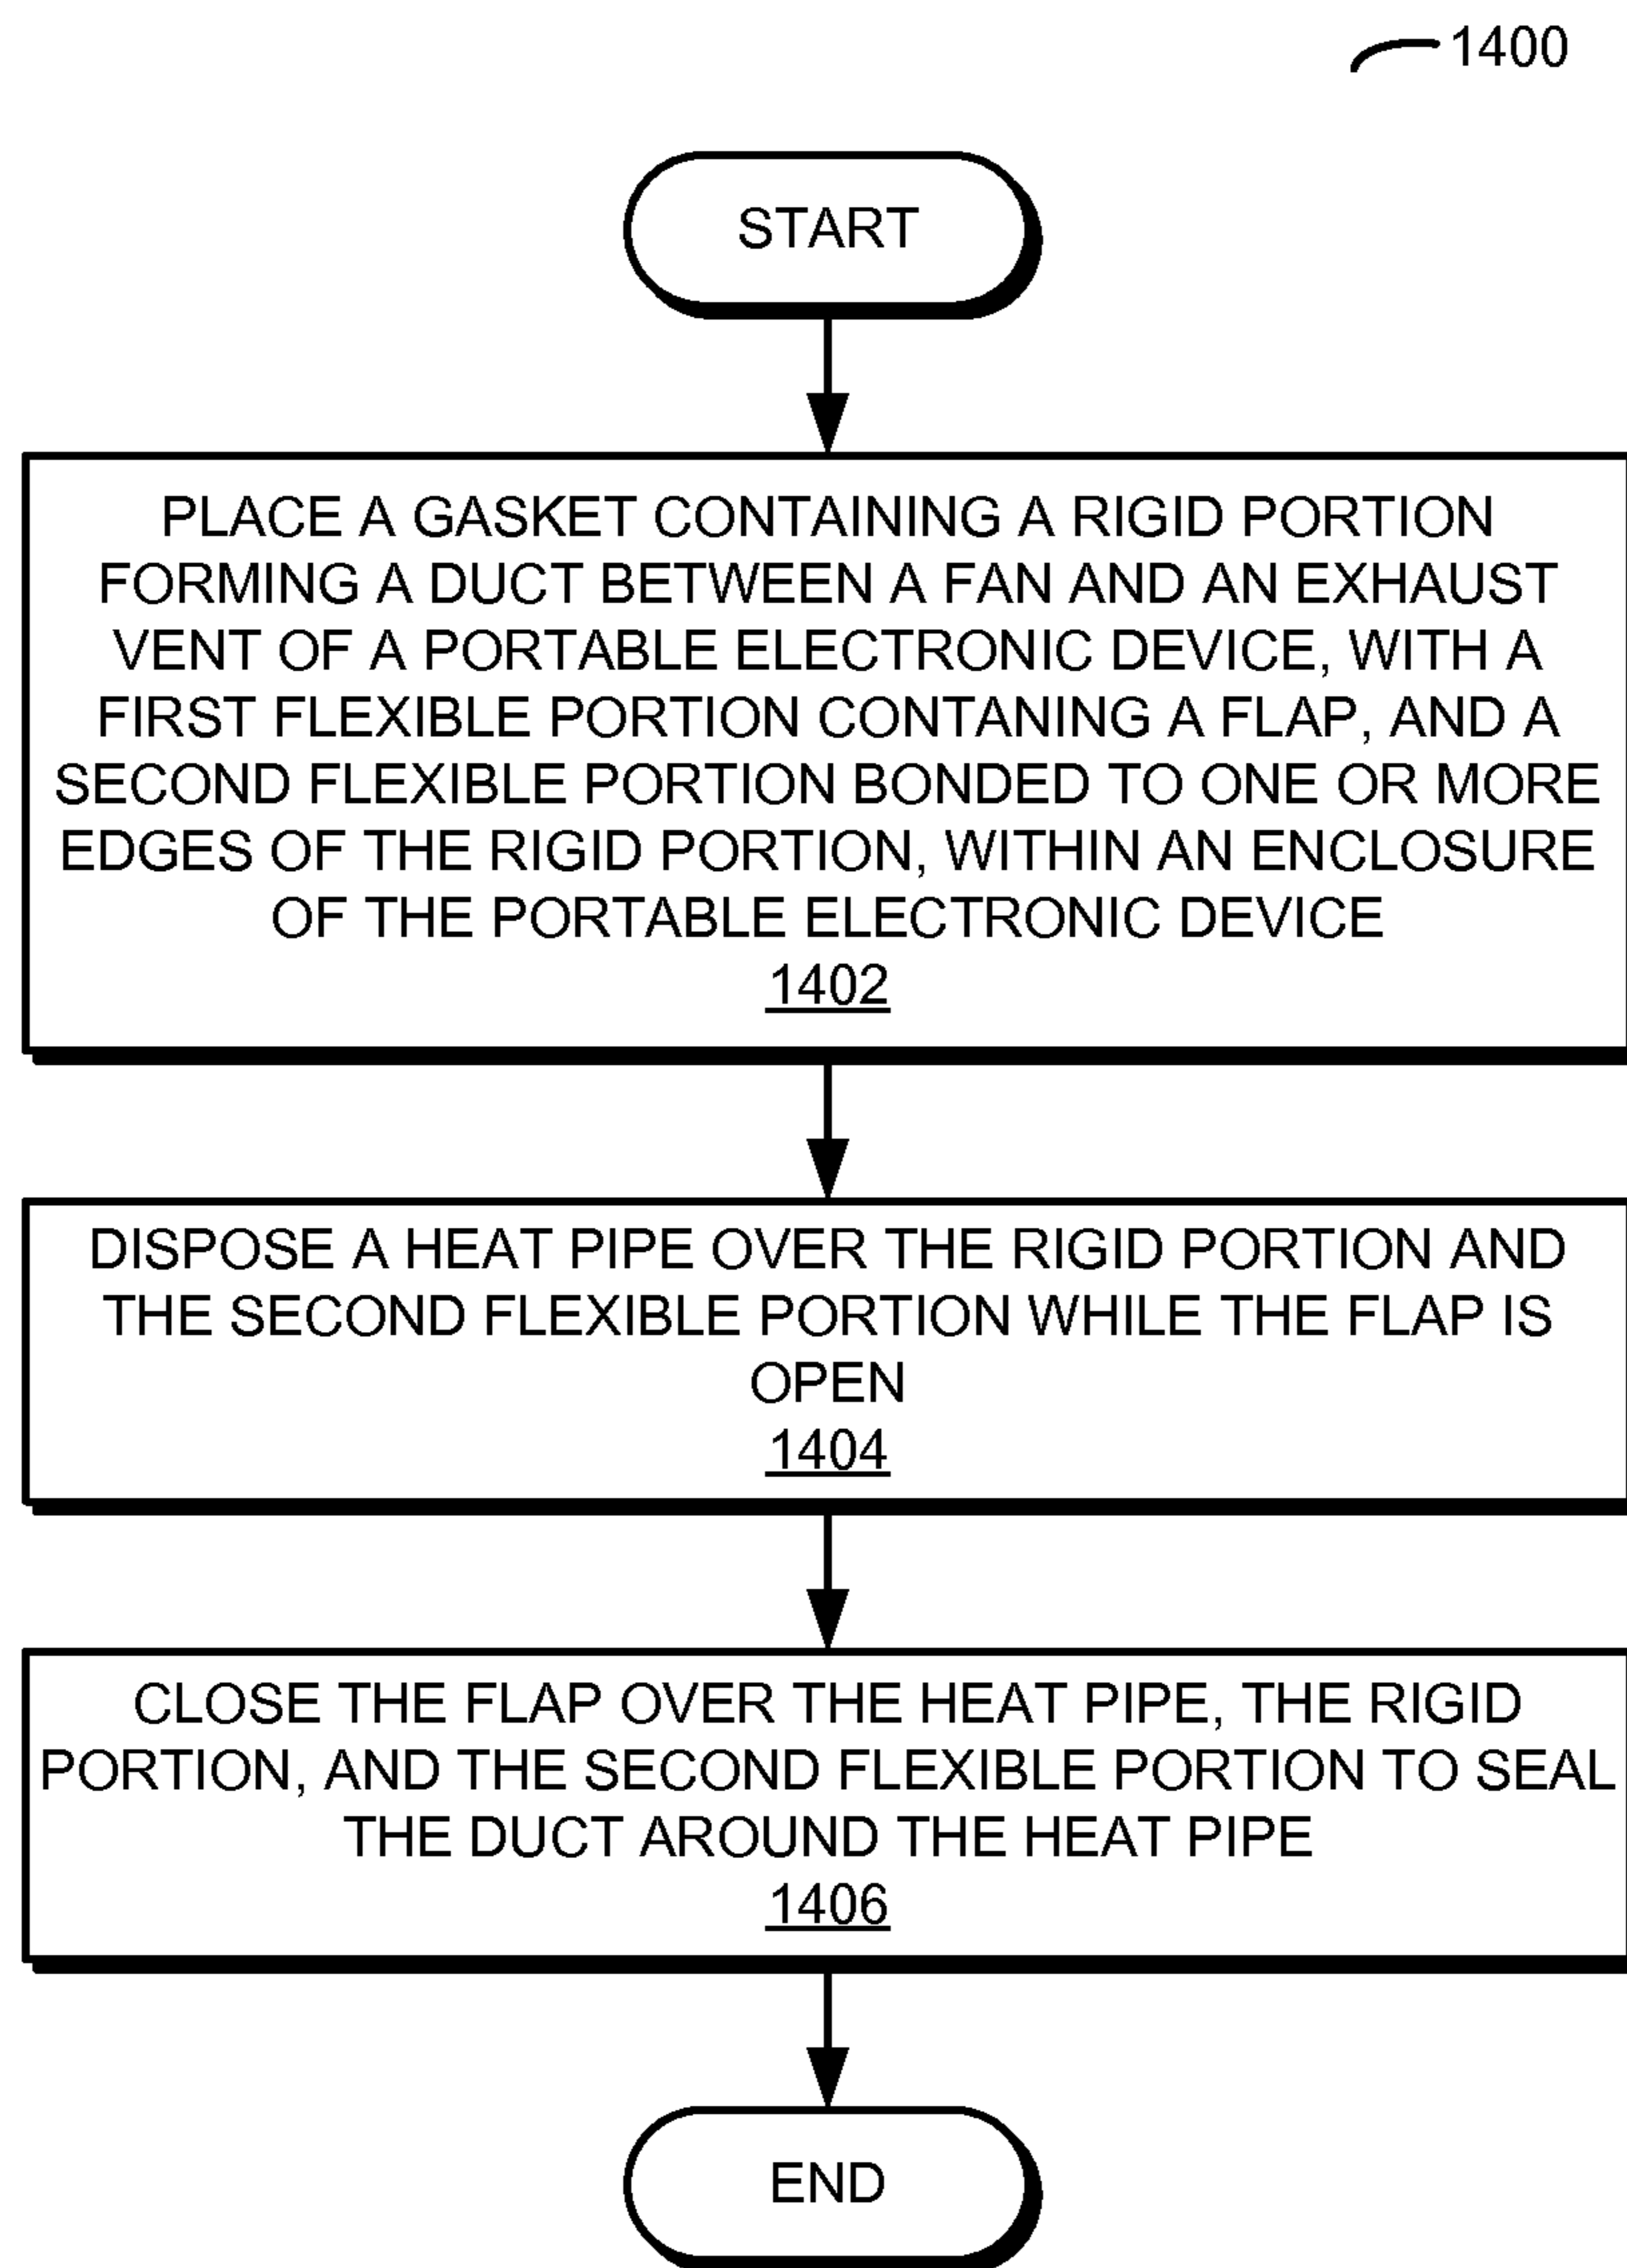 1400
START
PLACE A GASKET CONTAINING A RIGID PORTION
FORMING A DUCT BETWEEN A FAN AND AN EXHAUST
VENT OF A PORTABLE ELECTRONIC DEVICE, WITH A
FIRST FLEXIBLE PORTION CONTANING A FLAP, AND A
SECOND FLEXIBLE PORTION BONDED TO ONE OR MORE
EDGES OF THE RIGID PORTION, WITHIN AN ENCLOSURE
OF THE PORTABLE ELECTRONIC DEVICE
1402
DISPOSE A HEAT PIPE OVER THE RIGID PORTION AND
THE SECOND FLEXIBLE PORTION WHILE THE FLAP IS
OPEN
1404
CLOSE THE FLAP OVER THE HEAT PIPE, THE RIGID
PORTION, AND THE SECOND FLEXIBLE PORTION TO SEAL
THE DUCT AROUND THE HEAT PIPE
1406
END